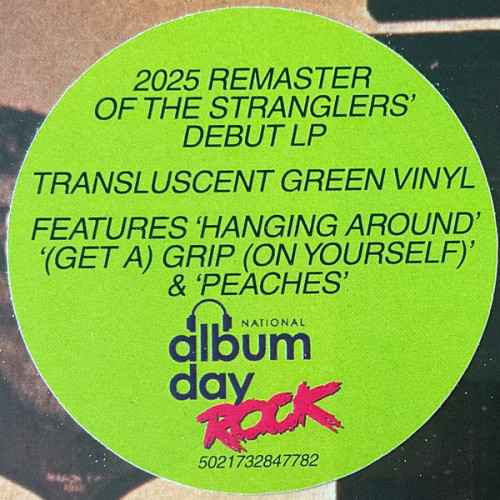 2025 REMASTER
OF THE STRANGLERS'
DEBUT LP
TRANSLUSCENT GREEN VINYL
FEATURES 'HANGING AROUND'
'(GET A) GRIP (ON YOURSELF)'
& 'PEACHES'
NATIONAL
album
day
ROCK
5021732847782